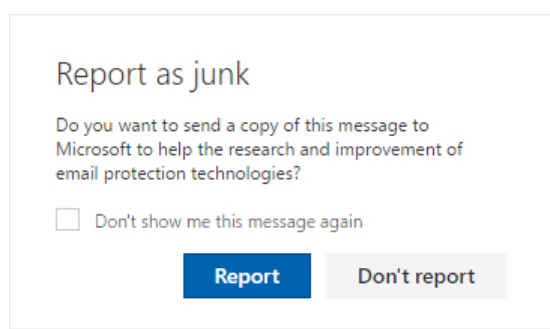 Report as junk
Do you want to send a copy of this message to
Microsoft to help the research and improvement of
email protection technologies?
Don't show me this message again
Report Don't report